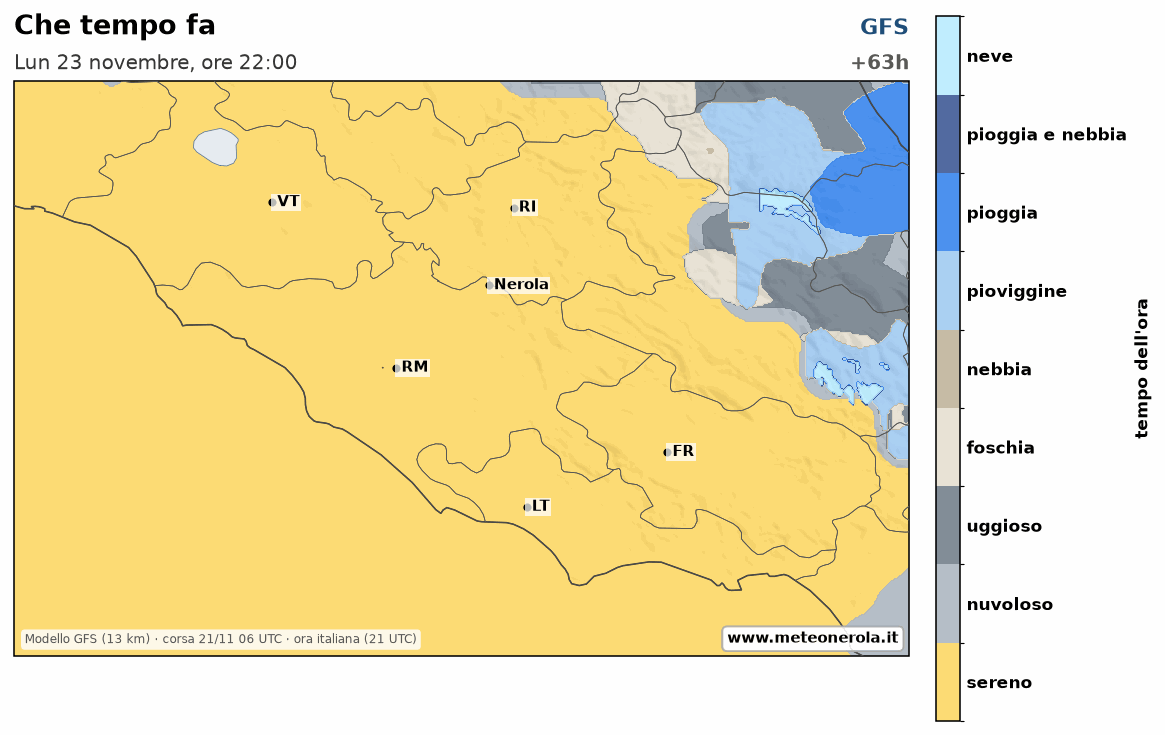 Che tempo fa
GFS
Lun 23 novembre, ore 22:00
+63h
neve
pioggia e nebbia
VT
RI
pioggia
Nerola
pioviggine
RM
nebbia
tempo dell'ora
FR
foschia
LT
uggioso
nuvoloso
Modello GFS (13 km) · corsa 21/11 06 UTC · ora italiana (21 UTC)
www.meteonerola.it
sereno